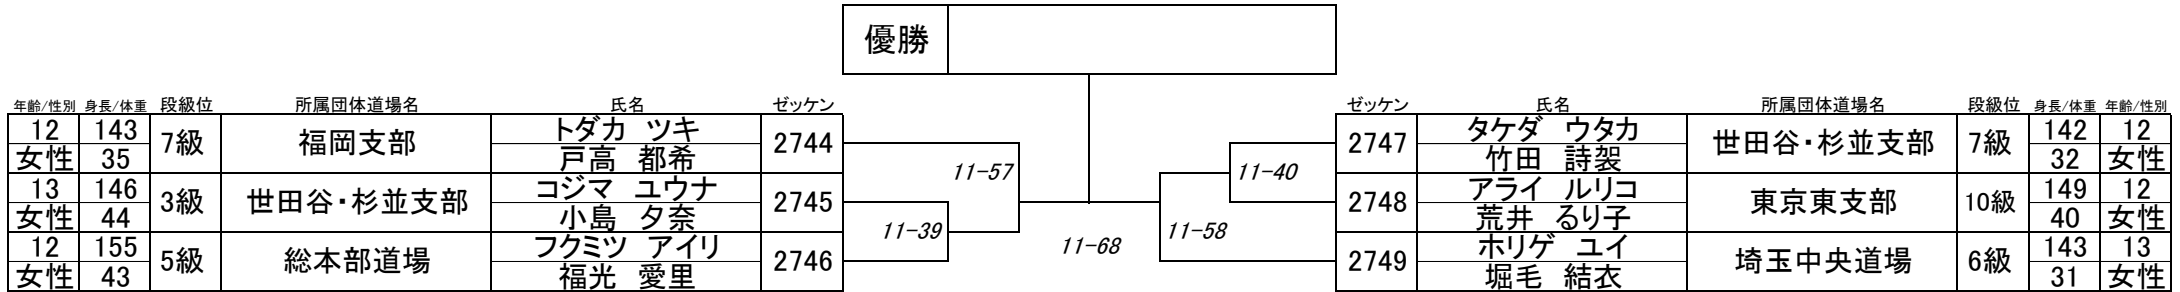 優勝
年齢/性別 身長/体重 段級位 所属団体道場名 氏名 ゼッケン
12 143 7級 福岡支部 トダカ ツキ 2744
女性 35 戸高 都希
13 146 3級 世田谷・杉並支部 コジマ ユウナ 2745
女性 44 小島 夕奈
12 155 5級 総本部道場 フクミツ アイリ 2746
女性 43 福光 愛里
11-57
11-39
11-68
11-40
11-58
ゼッケン 氏名 所属団体道場名 段級位 身長/体重 年齢/性別
2747 タケダ ウタカ 世田谷・杉並支部 7級 142 12
竹田 詩袈 32 女性
2748 アライ ルリコ 東京東支部 10級 149 12
荒井 るり子 40 女性
2749 ホリゲ ユイ 埼玉中央道場 6級 143 13
堀毛 結衣 31 女性